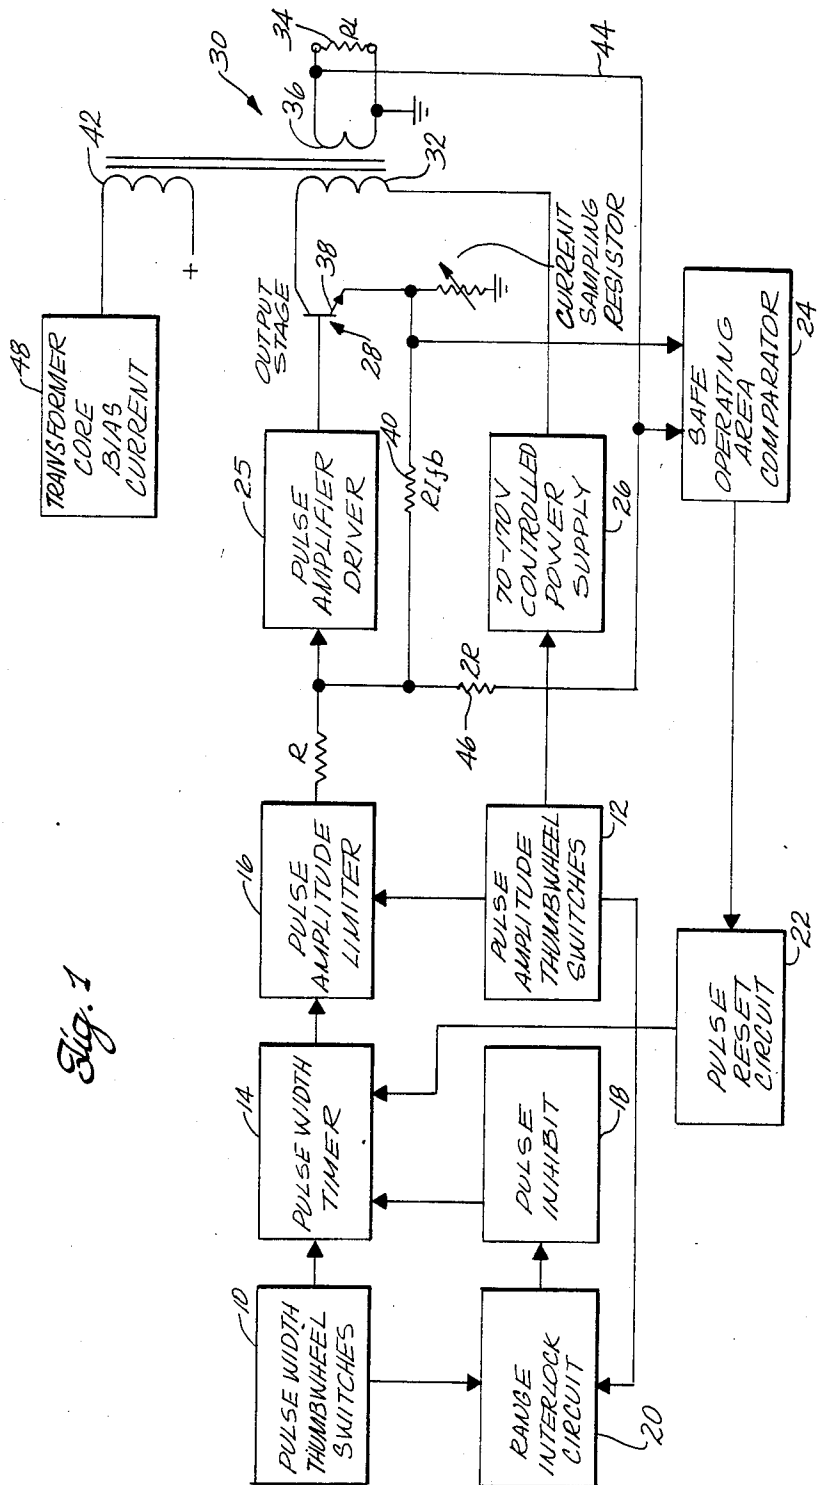 Fig. 1
10
PULSE WIDTH
THUMBWHEEL
SWITCHES
14
PULSE WIDTH
TIMER
16
PULSE
AMPLITUDE
LIMITER
R
25
PULSE
AMPLIFIER
DRIVER
OUTPUT
STAGE
28
38
48
TRANSFORMER
CORE
BIAS
CURRENT
42
+
30
32
36
34
RL
44
RANGE
INTERLOCK
CIRCUIT
20
PULSE
INHIBIT
18
PULSE
AMPLITUDE
THUMBWHEEL
SWITCHES
12
46
2R
40
RIfb
70-170V
CONTROLLED
POWER
SUPPLY
26
CURRENT
SAMPLING
RESISTOR
PULSE
RESET
CIRCUIT
22
SAFE
OPERATING
AREA
COMPARATOR
24